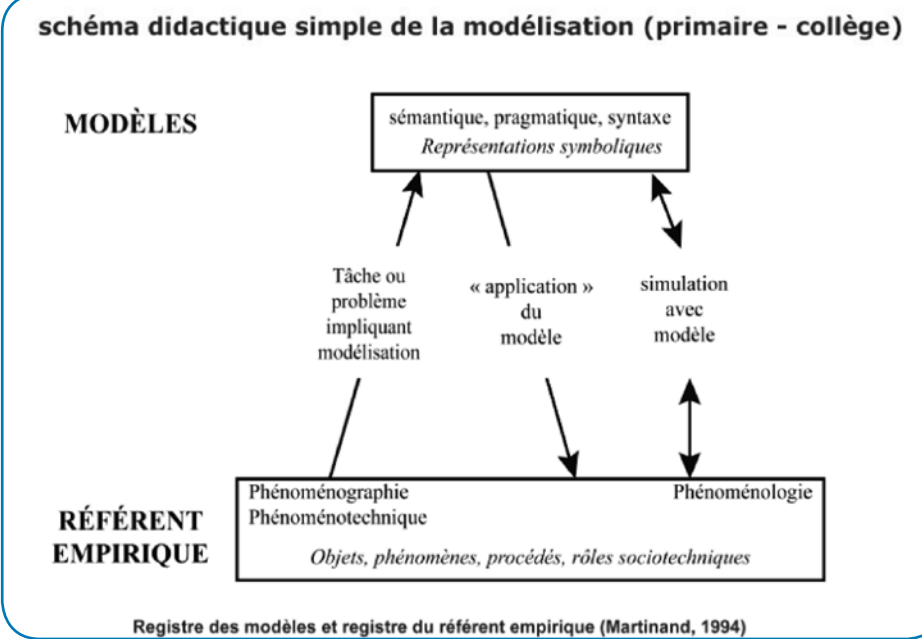 schéma didactique simple de la modélisation (primaire - collège)
MODÈLES
sémantique, pragmatique, syntaxe
Représentations symboliques
Tâche ou
problème
impliquant
modélisation
« application »
du
modèle
simulation
avec
modèle
RÉFÉRENT
EMPIRIQUE
Phénoménographie
Phénoménotechnique
Phénoménologie
Objets, phénomènes, procédés, rôles sociotechniques
Registre des modèles et registre du référent empirique (Martinand, 1994)